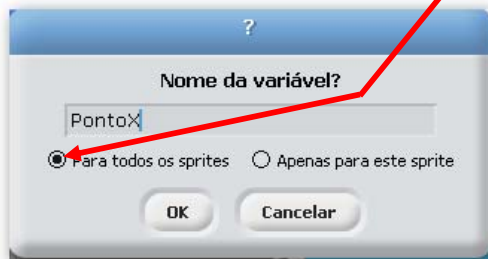 ?
Nome da variável?
PontoX
Para todos os sprites Apenas para este sprite
OK Cancelar